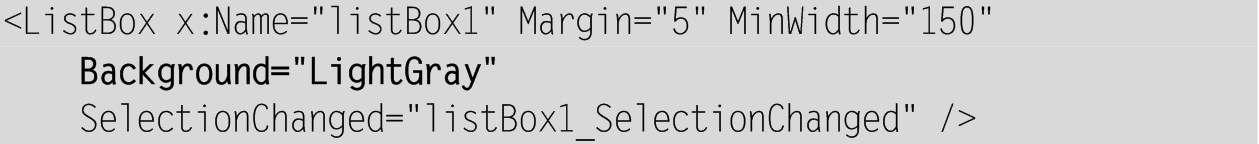 <ListBox x:Name="listBox1" Margin="5" MinWidth="150"
Background="LightGray"
SelectionChanged="listBox1_SelectionChanged" />